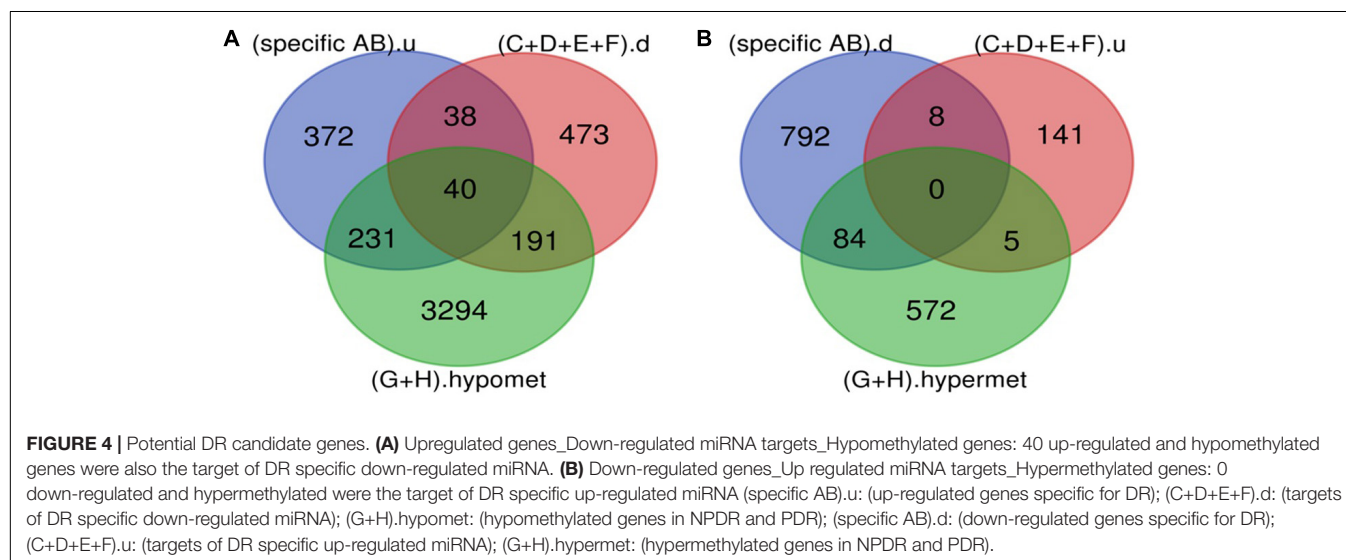 A (specific AB).u (C+D+E+F).d
372 38 473
40
231 191
3294
(G+H).hypomet
B (specific AB).d (C+D+E+F).u
792 8 141
0
84 5
572
(G+H).hypermet
FIGURE 4 | Potential DR candidate genes. (A) Upregulated genes_Down-regulated miRNA targets_Hypomethylated genes: 40 up-regulated and hypomethylated
genes were also the target of DR specific down-regulated miRNA. (B) Down-regulated genes_Up regulated miRNA targets_Hypermethylated genes: 0
down-regulated and hypermethylated were the target of DR specific up-regulated miRNA (specific AB).u: (up-regulated genes specific for DR); (C+D+E+F).d: (targets
of DR specific down-regulated miRNA); (G+H).hypomet: (hypomethylated genes in NPDR and PDR); (specific AB).d: (down-regulated genes specific for DR);
(C+D+E+F).u: (targets of DR specific up-regulated miRNA); (G+H).hypermet: (hypermethylated genes in NPDR and PDR).